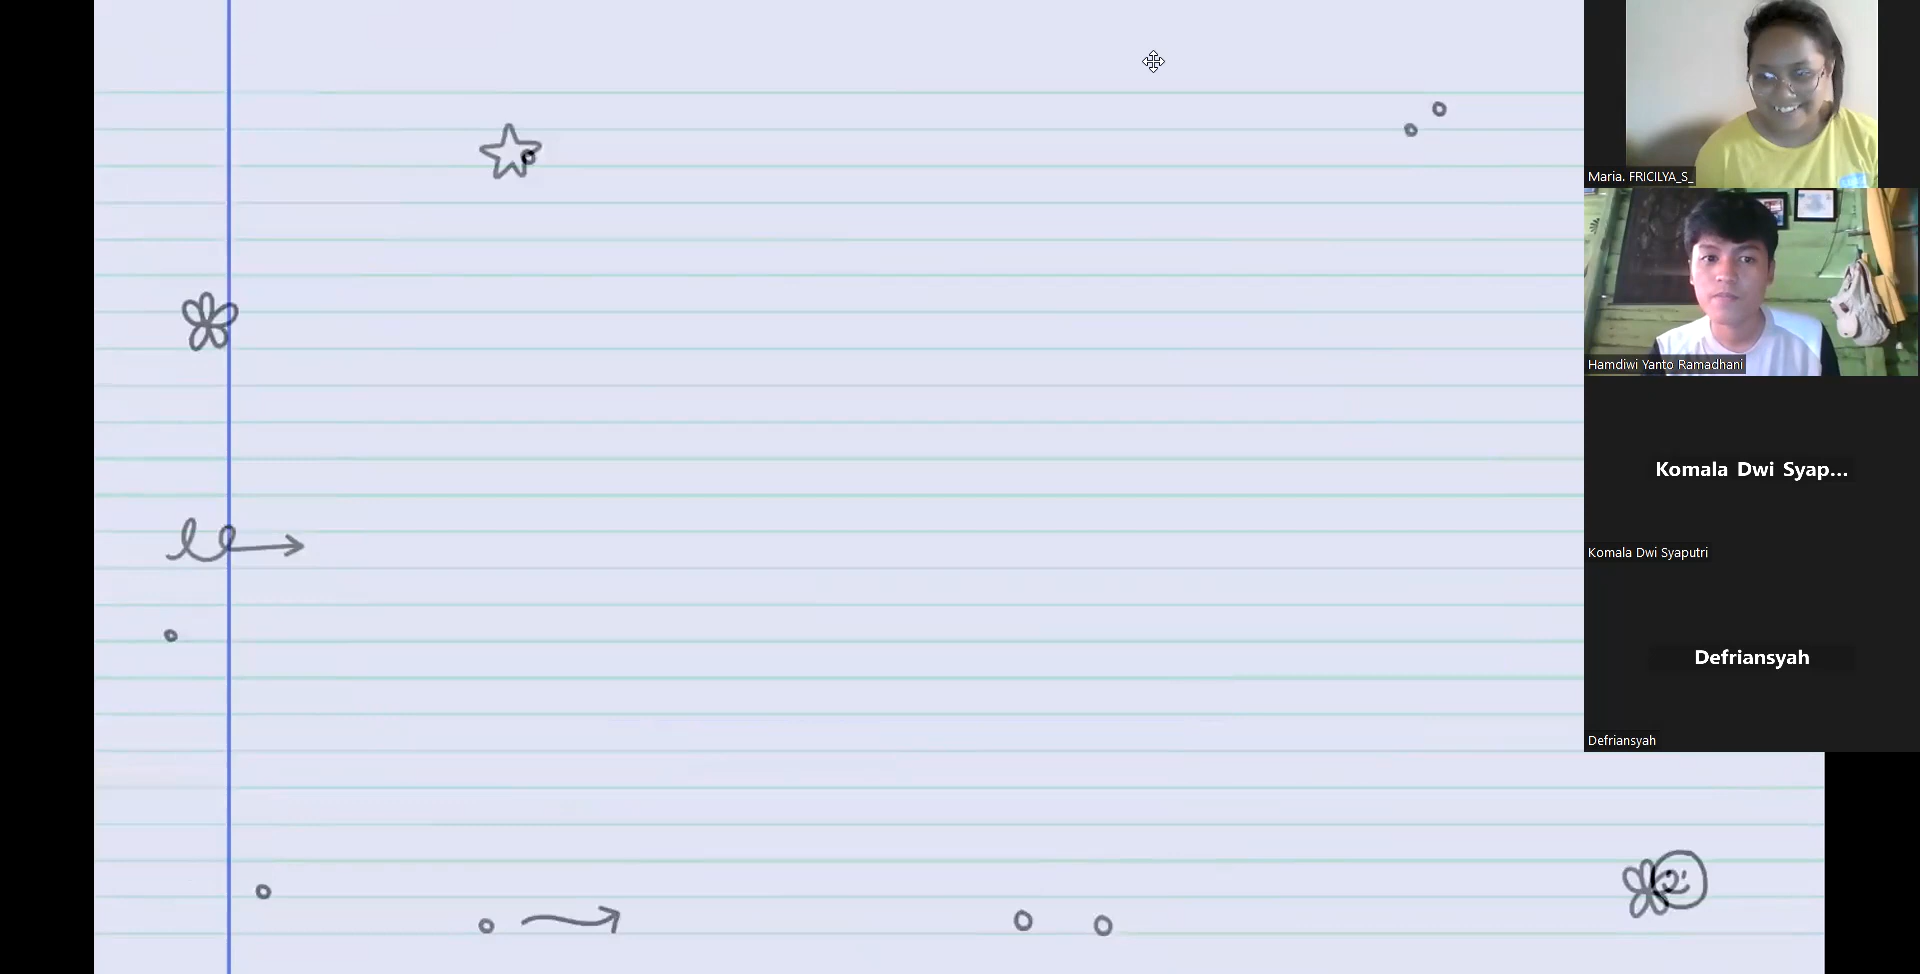 Maria. FRICILYA_S_
Hamdiwi Yanto Ramadhani
Komala Dwi Syap...
Komala Dwi Syaputri
Defriansyah
Defriansyah